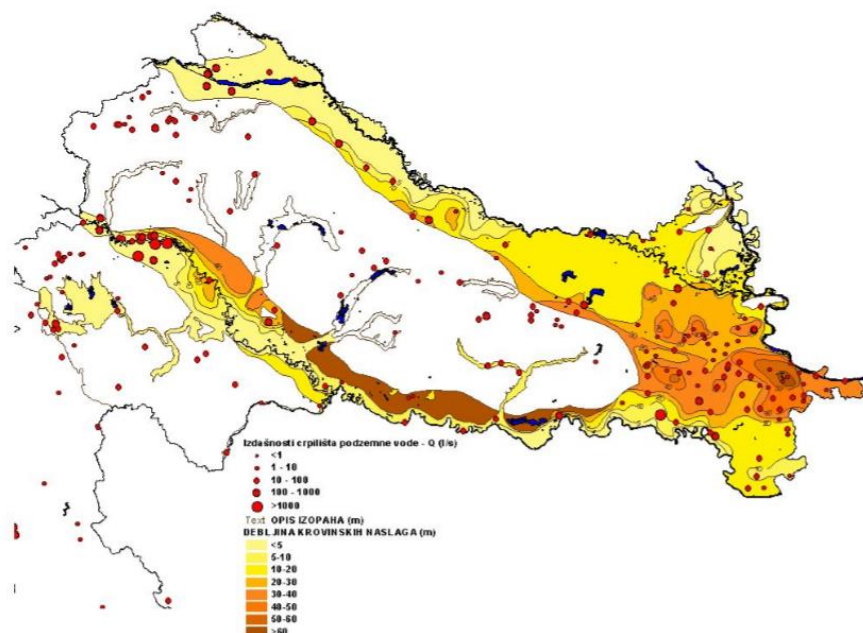 Izdašnosti crpilišta podzemne vode - Q (l/s)
<1
1 - 10
10 - 100
100 - 1000
>1000
Text OPIS IZOPAHA (m)
DEBLJINA KROVINSKIH NASLAGA (m)
<5
5-10
10-20
20-30
30-40
40-50
50-60
>60